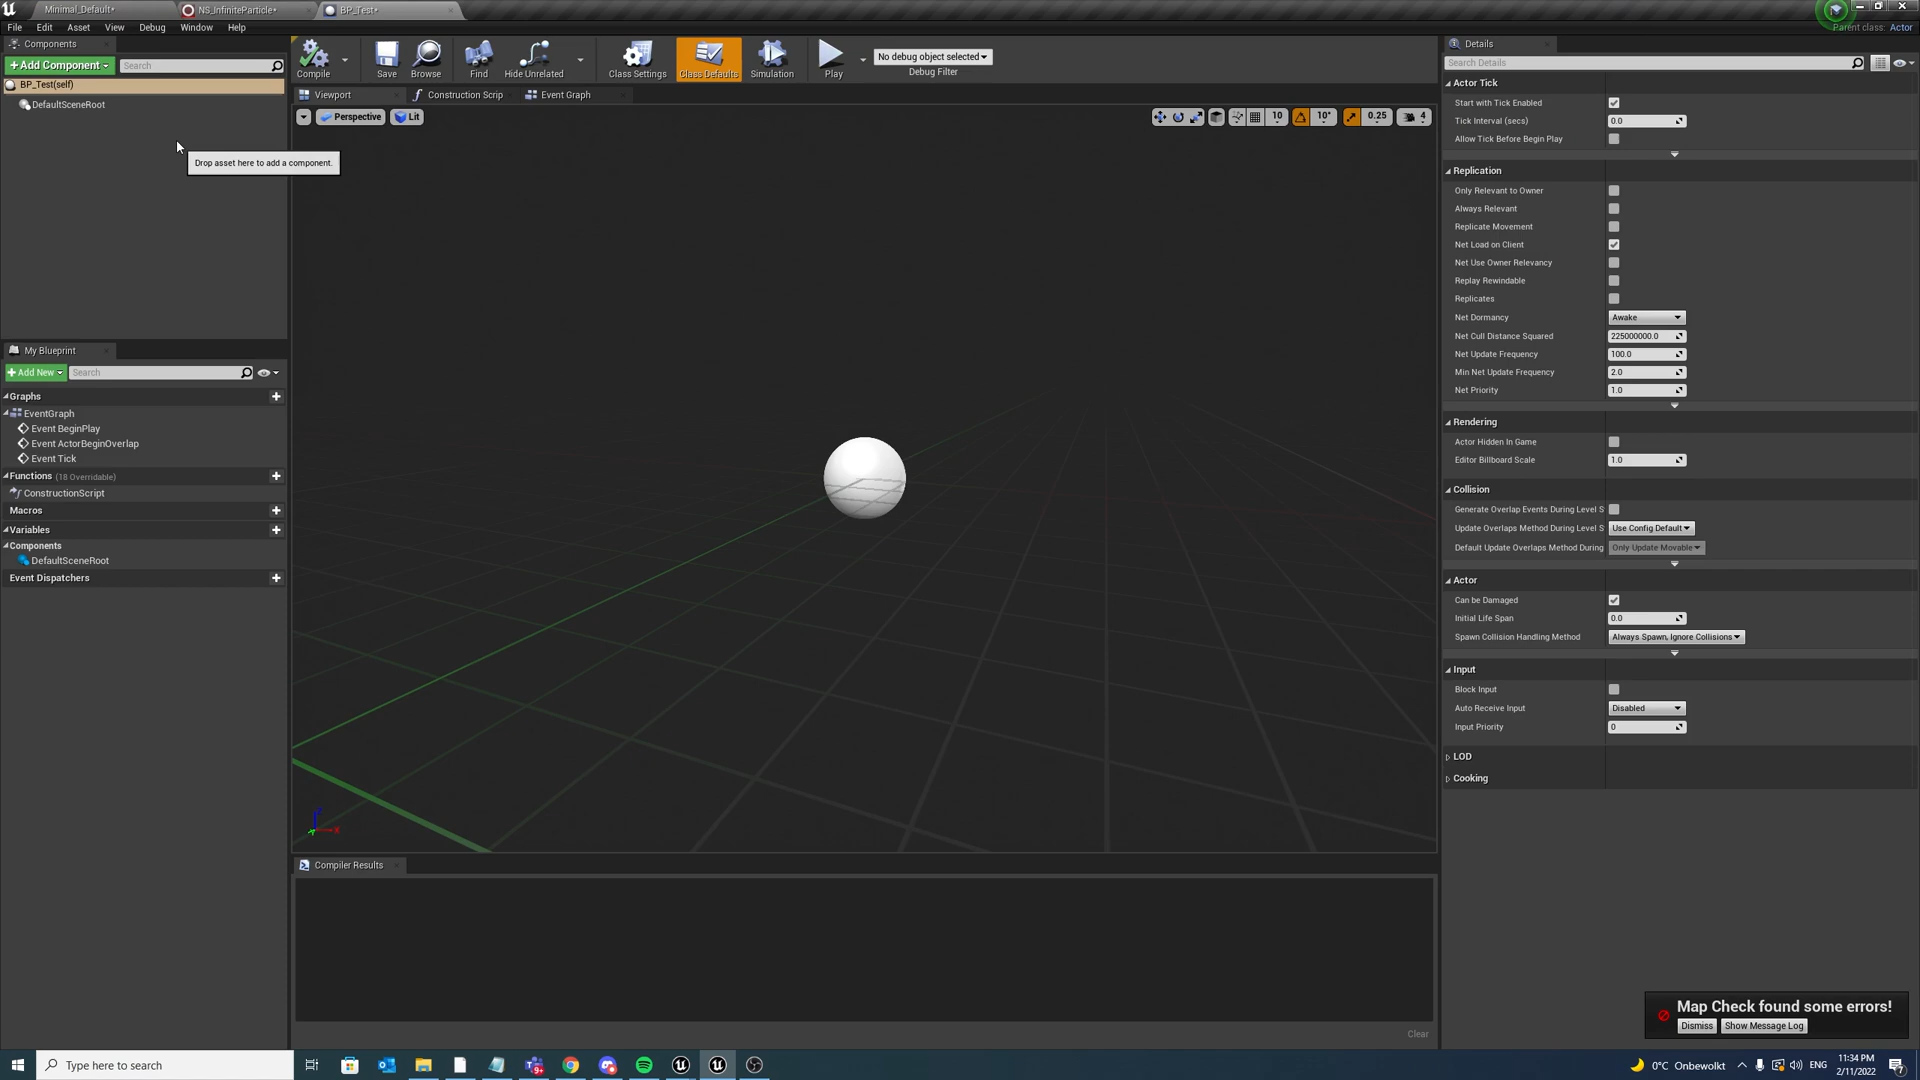 Minimal_Default*
NS_InfiniteParticle*
BP_Test*
File Edit Asset View Debug Window Help
Parent class: Actor
Components
+Add Component
Search
BP_Test(self)
DefaultSceneRoot
Drop asset here to add a component.
Compile
Save
Browse
Find
Hide Unrelated
Class Settings
Class Defaults
Simulation
Play
No debug object selected
Debug Filter
Viewport
Construction Scrip
Event Graph
Perspective
Lit
10
10°
0.25
4
My Blueprint
+Add New
Search
Graphs
EventGraph
Event BeginPlay
Event ActorBeginOverlap
Event Tick
Functions (18 Overridable)
ConstructionScript
Macros
Variables
Components
DefaultSceneRoot
Event Dispatchers
Z
X
Y
Compiler Results
Clear
Details
Search Details
Actor Tick
Start with Tick Enabled
Tick Interval (secs) 0.0
Allow Tick Before Begin Play
Replication
Only Relevant to Owner
Always Relevant
Replicate Movement
Net Load on Client
Net Use Owner Relevancy
Replay Rewindable
Replicates
Net Dormancy Awake
Net Cull Distance Squared 225000000.0
Net Update Frequency 100.0
Min Net Update Frequency 2.0
Net Priority 1.0
Rendering
Actor Hidden In Game
Editor Billboard Scale 1.0
Collision
Generate Overlap Events During Level S
Update Overlaps Method During Level S Use Config Default
Default Update Overlaps Method During Only Update Movable
Actor
Can be Damaged
Initial Life Span 0.0
Spawn Collision Handling Method Always Spawn, Ignore Collisions
Input
Block Input
Auto Receive Input Disabled
Input Priority 0
LOD
Cooking
Map Check found some errors!
Dismiss Show Message Log
Type here to search
9+
0°C Onbewolkt
ENG
11:34 PM
2/11/2022
7